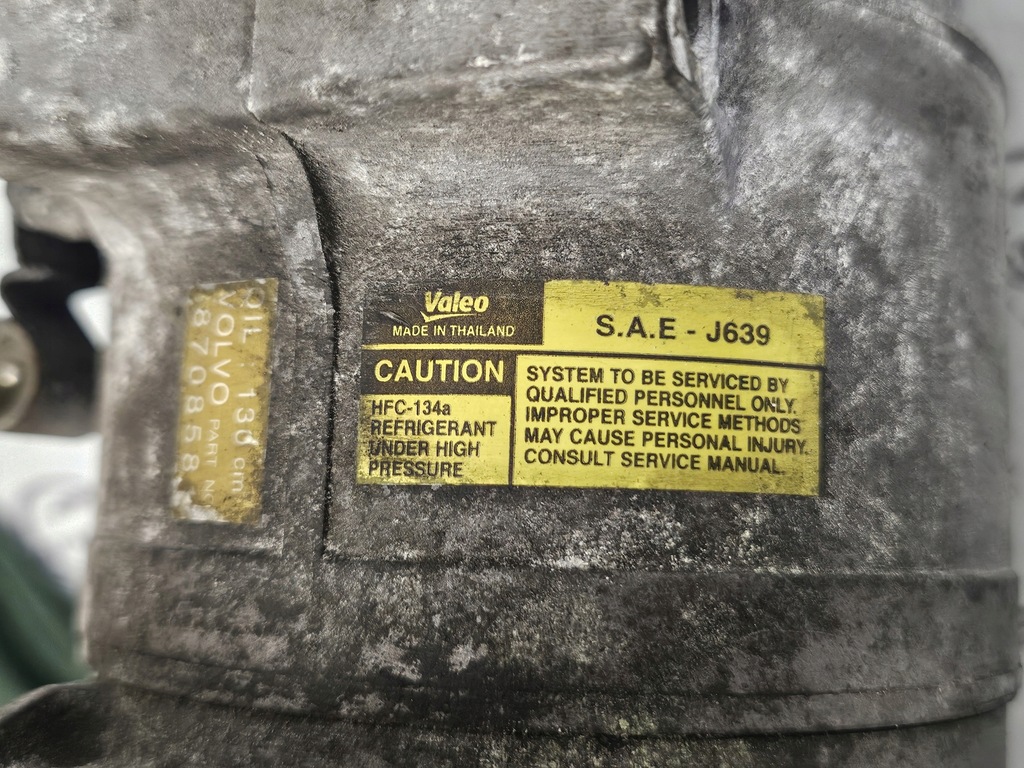 OIL 130 cm
VOLVO PART N
870858
Valeo
MADE IN THAILAND
S.A.E - J639
CAUTION
HFC-134a
REFRIGERANT
UNDER HIGH
PRESSURE
SYSTEM TO BE SERVICED BY
QUALIFIED PERSONNEL ONLY.
IMPROPER SERVICE METHODS
MAY CAUSE PERSONAL INJURY.
CONSULT SERVICE MANUAL.